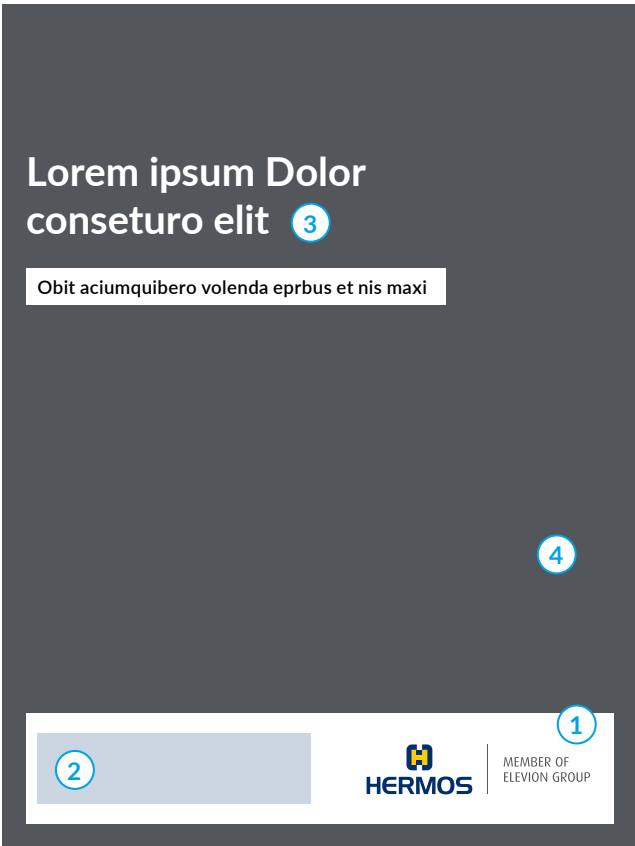 Lorem ipsum Dolor
conseturo elit 3
Obit aciumquibero volenda eprbus et nis maxi
4
1
2
HERMOS
MEMBER OF
ELEVION GROUP